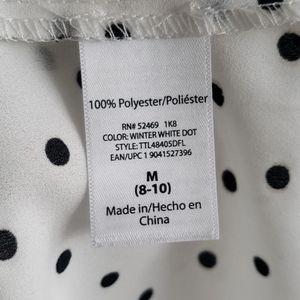 100% Polyester/Poliéster
RN# 52469 1K8
COLOR: WINTER WHITE DOT
STYLE: TTL48405DFL
EAN/UPC 1 9041527396
M
(8-10)
Made in/Hecho en
China